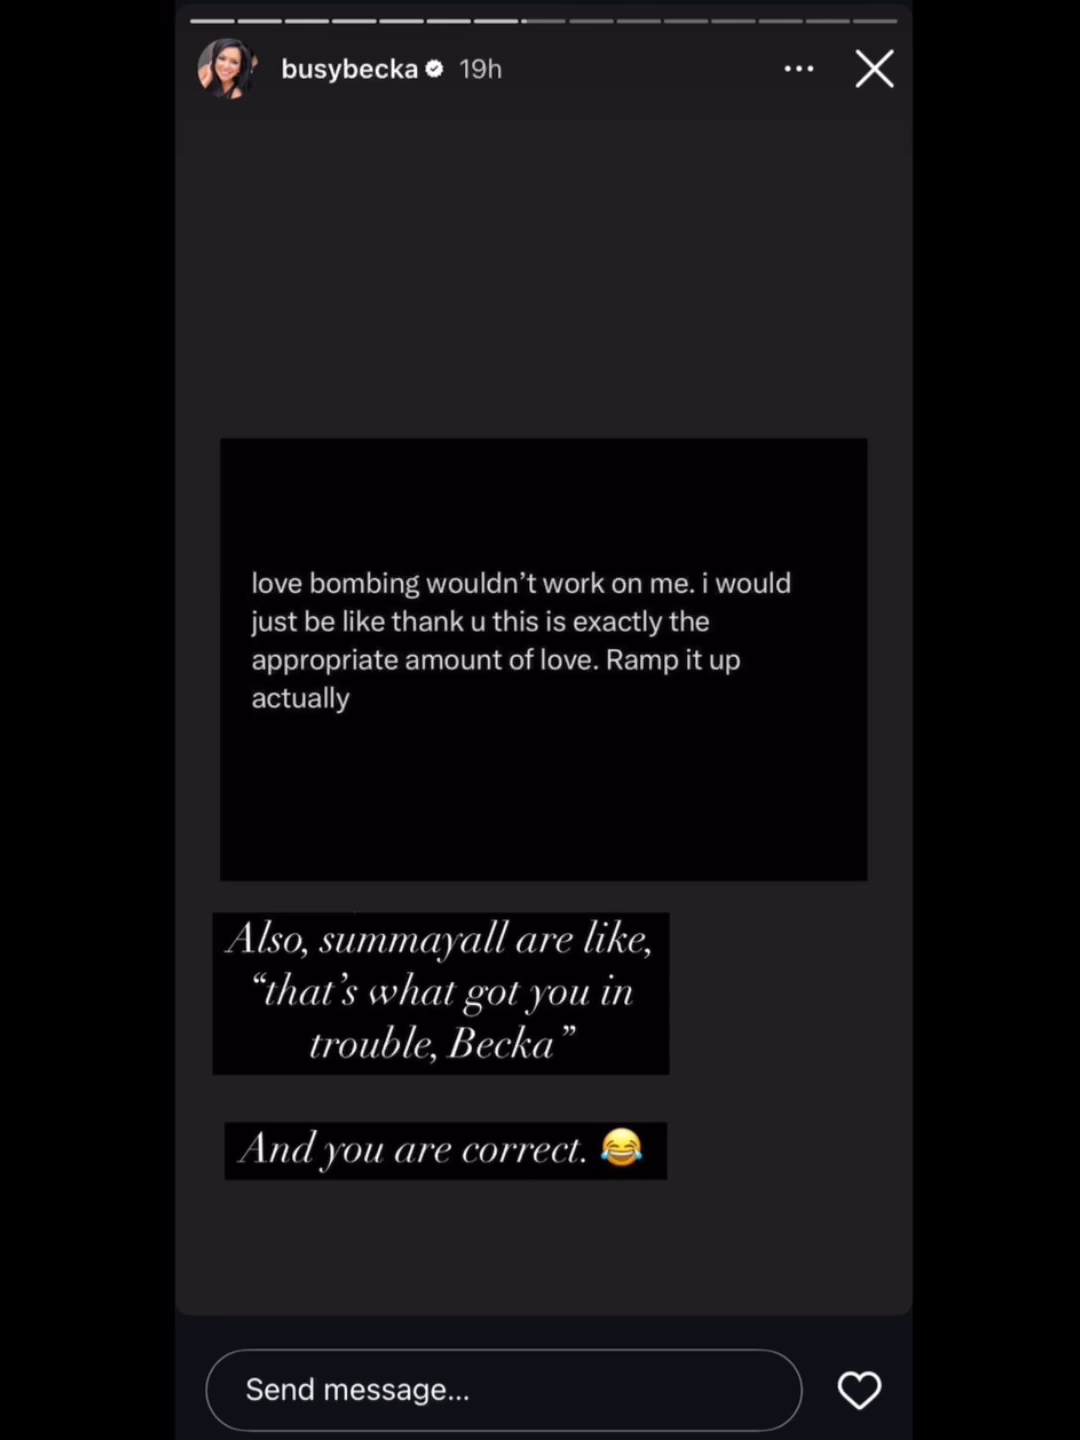 busybecka 19h
love bombing wouldn’t work on me. i would
just be like thank u this is exactly the
appropriate amount of love. Ramp it up
actually
Also, summayall are like,
“that’s what got you in
trouble, Becka”
And you are correct. 😂
Send message...